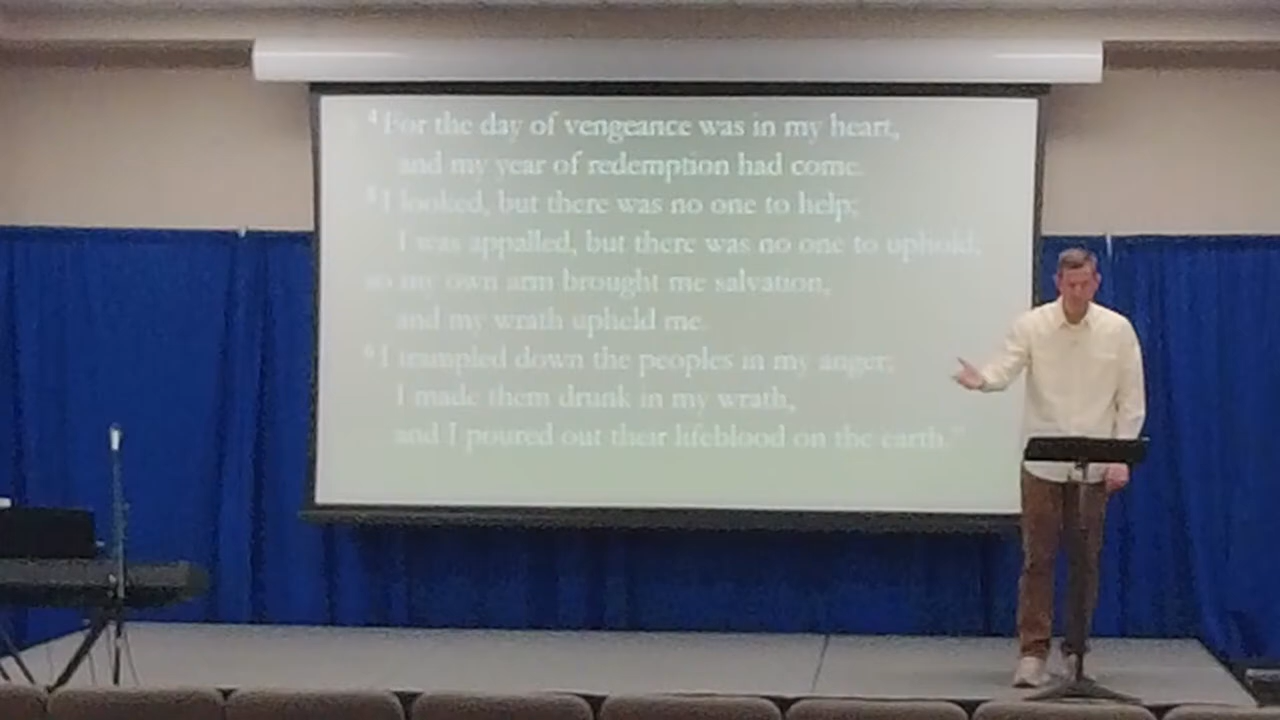 4 For the day of vengeance was in my heart,
and my year of redemption had come.
5 I looked, but there was no one to help;
I was appalled, but there was no one to uphold;
so my own arm brought me salvation,
and my wrath upheld me.
6 I trampled down the peoples in my anger;
I made them drunk in my wrath,
and I poured out their lifeblood on the earth.”